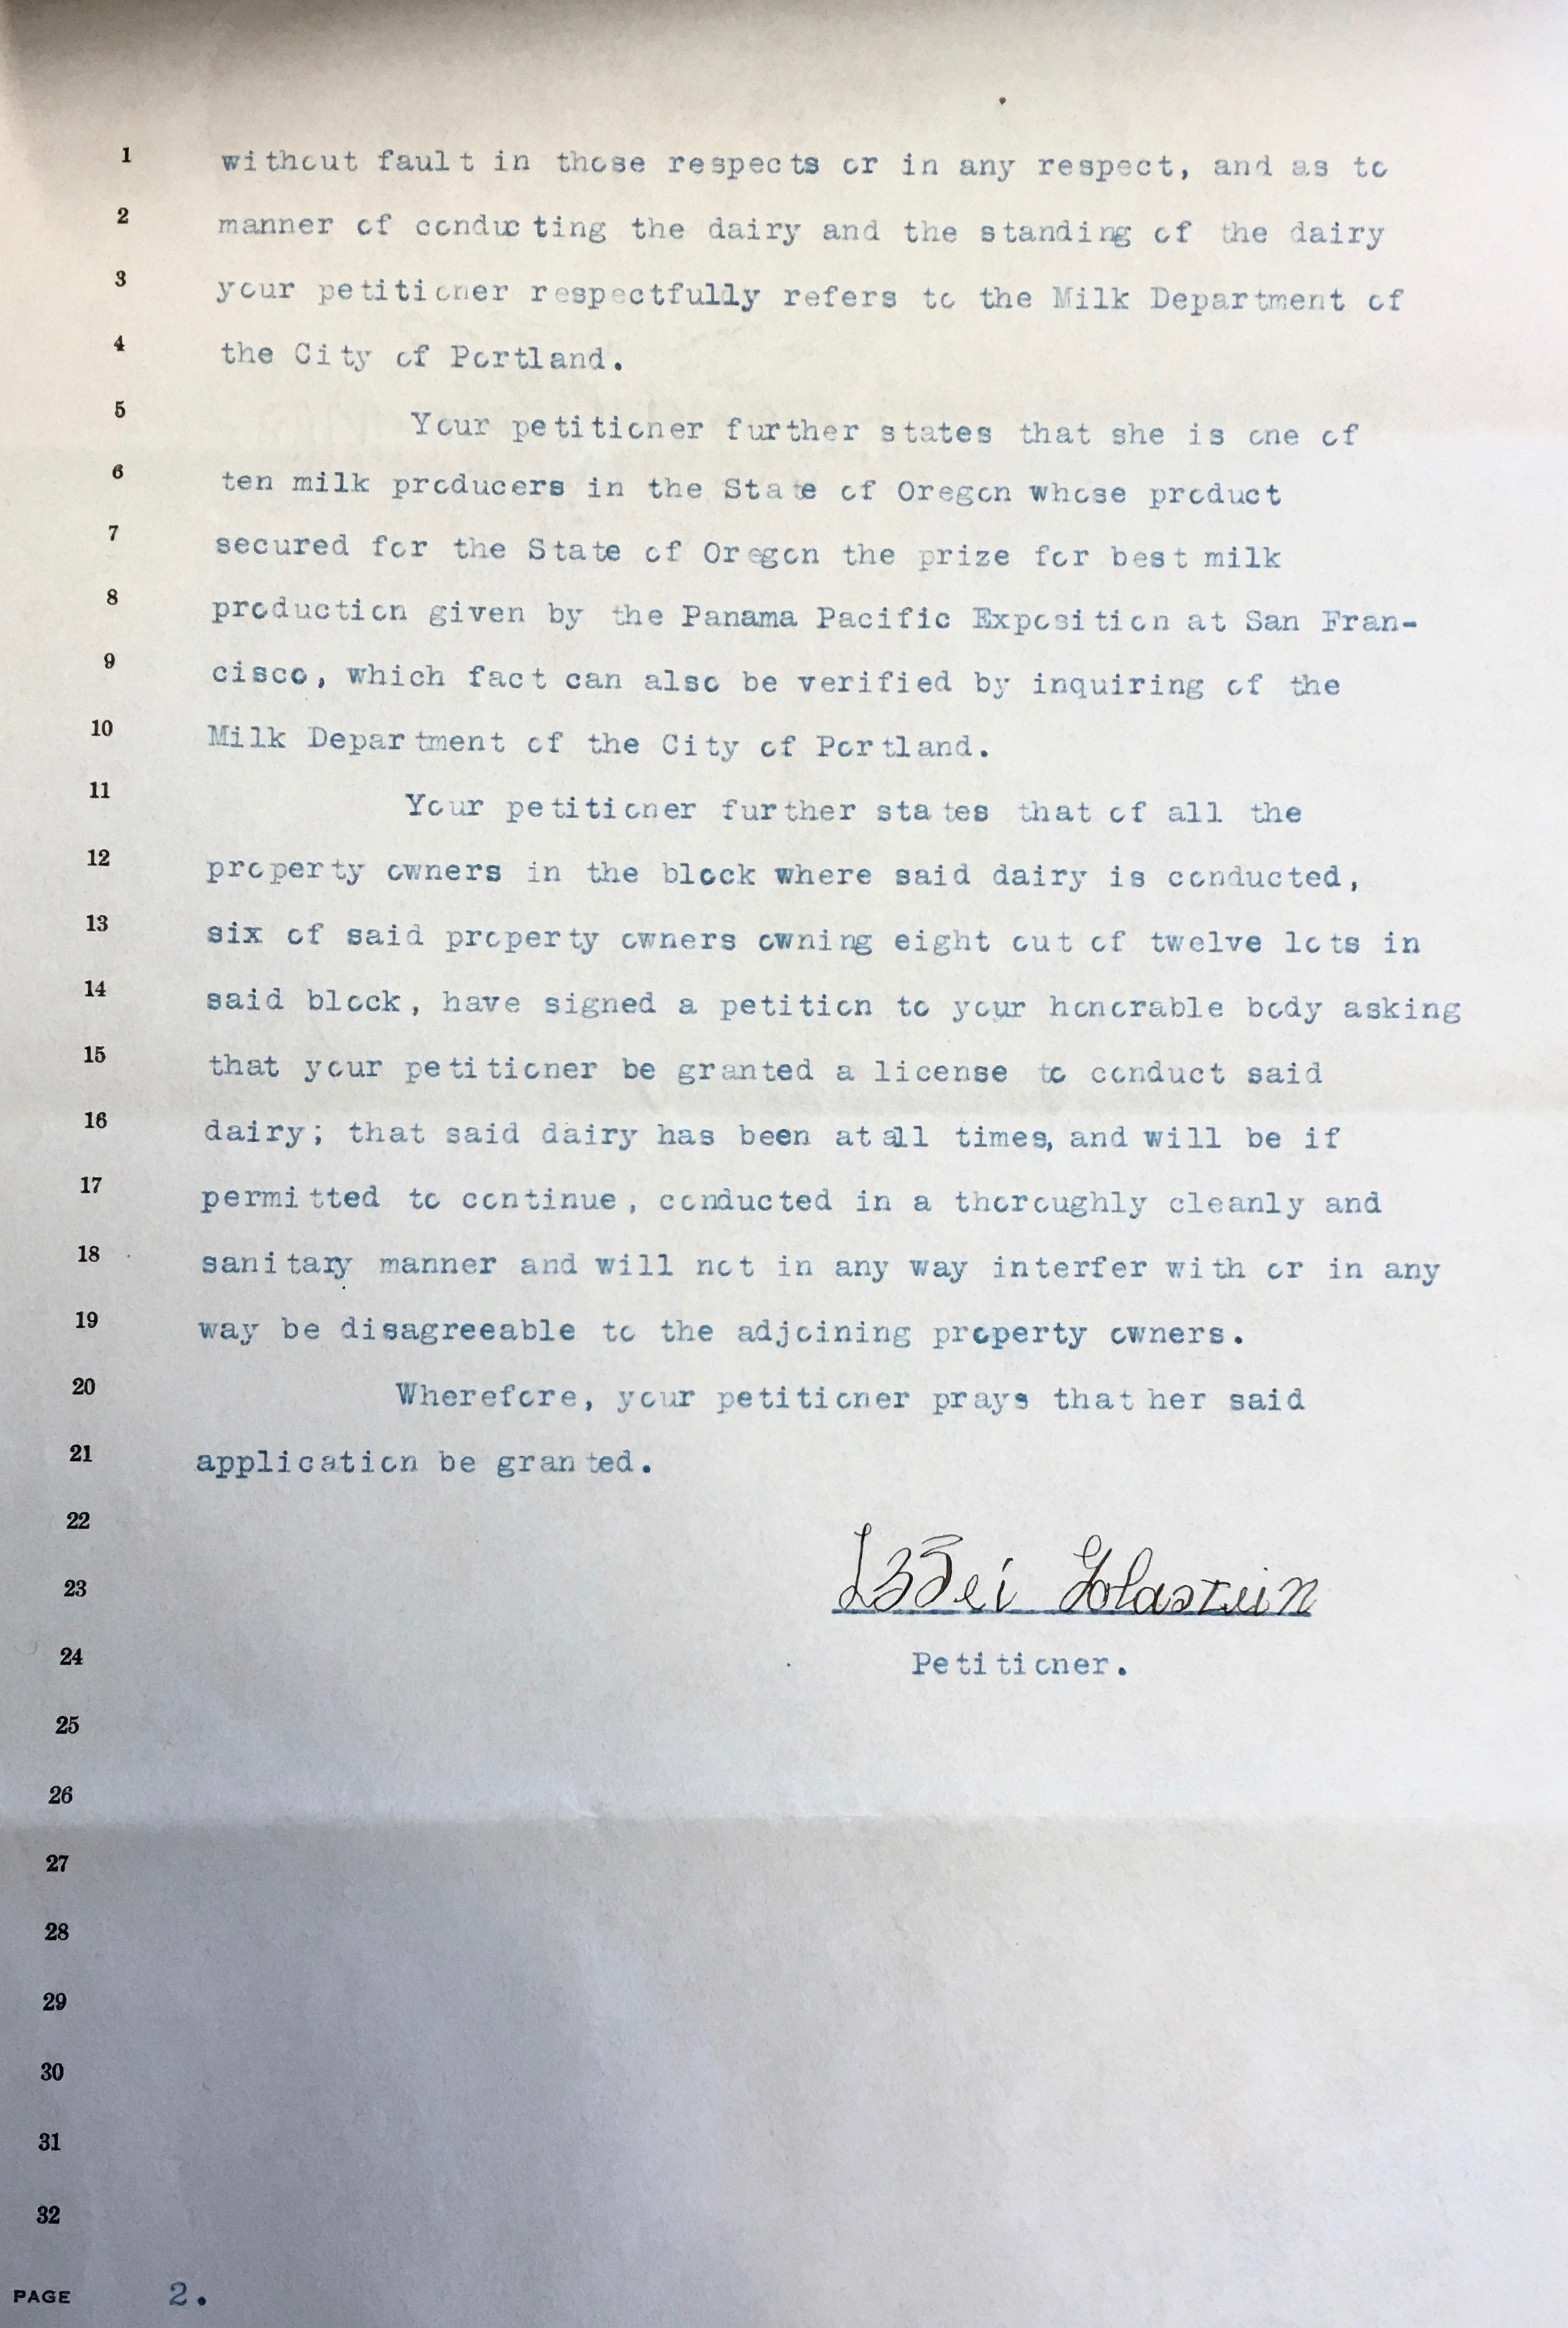 1 without fault in those respects or in any respect, and as to
2 manner of conducting the dairy and the standing of the dairy
3 your petitioner respectfully refers to the Milk Department of
4 the City of Portland.
5 Your petitioner further states that she is one of
6 ten milk producers in the State of Oregon whose product
7 secured for the State of Oregon the prize for best milk
8 production given by the Panama Pacific Exposition at San Fran-
9 cisco, which fact can also be verified by inquiring of the
10 Milk Department of the City of Portland.
11 Your petitioner further states that of all the
12 property owners in the block where said dairy is conducted,
13 six of said property owners owning eight out of twelve lots in
14 said block, have signed a petition to your honorable body asking
15 that your petitioner be granted a license to conduct said
16 dairy; that said dairy has been at all times, and will be if
17 permitted to continue, conducted in a thoroughly cleanly and
18 sanitary manner and will not in any way interfer with or in any
19 way be disagreeable to the adjoining property owners.
20 Wherefore, your petitioner prays that her said
21 application be granted.
22
23
24 Petitioner.
25
26
27
28
29
30
31
32
PAGE 2.